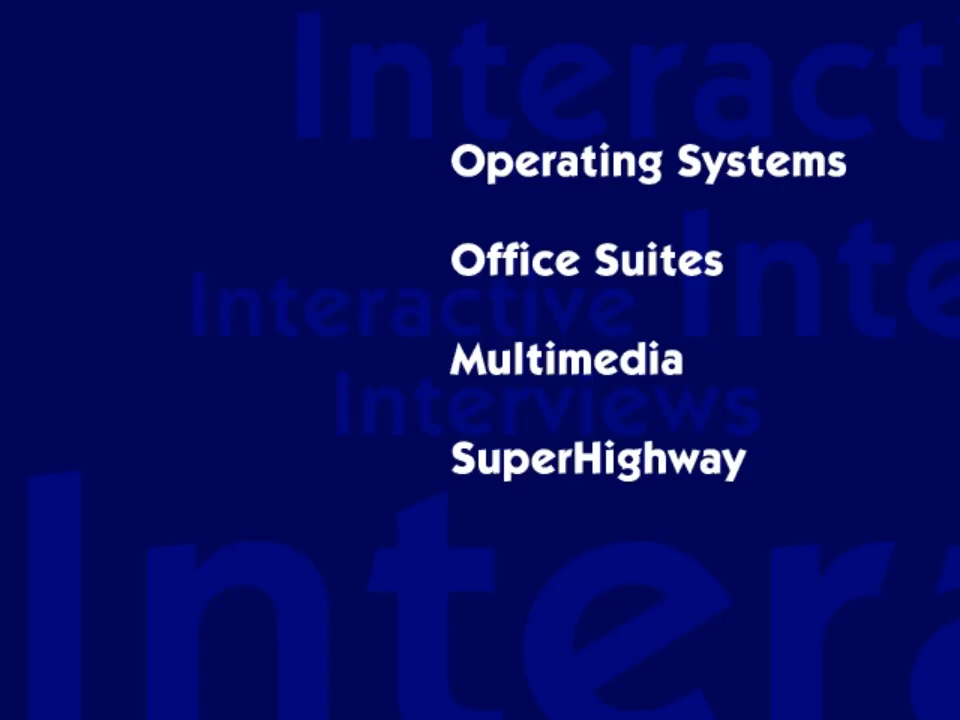 Interact
Operating Systems
Inte
Office Suites
Interactive
Multimedia
Interviews
SuperHighway
Intera